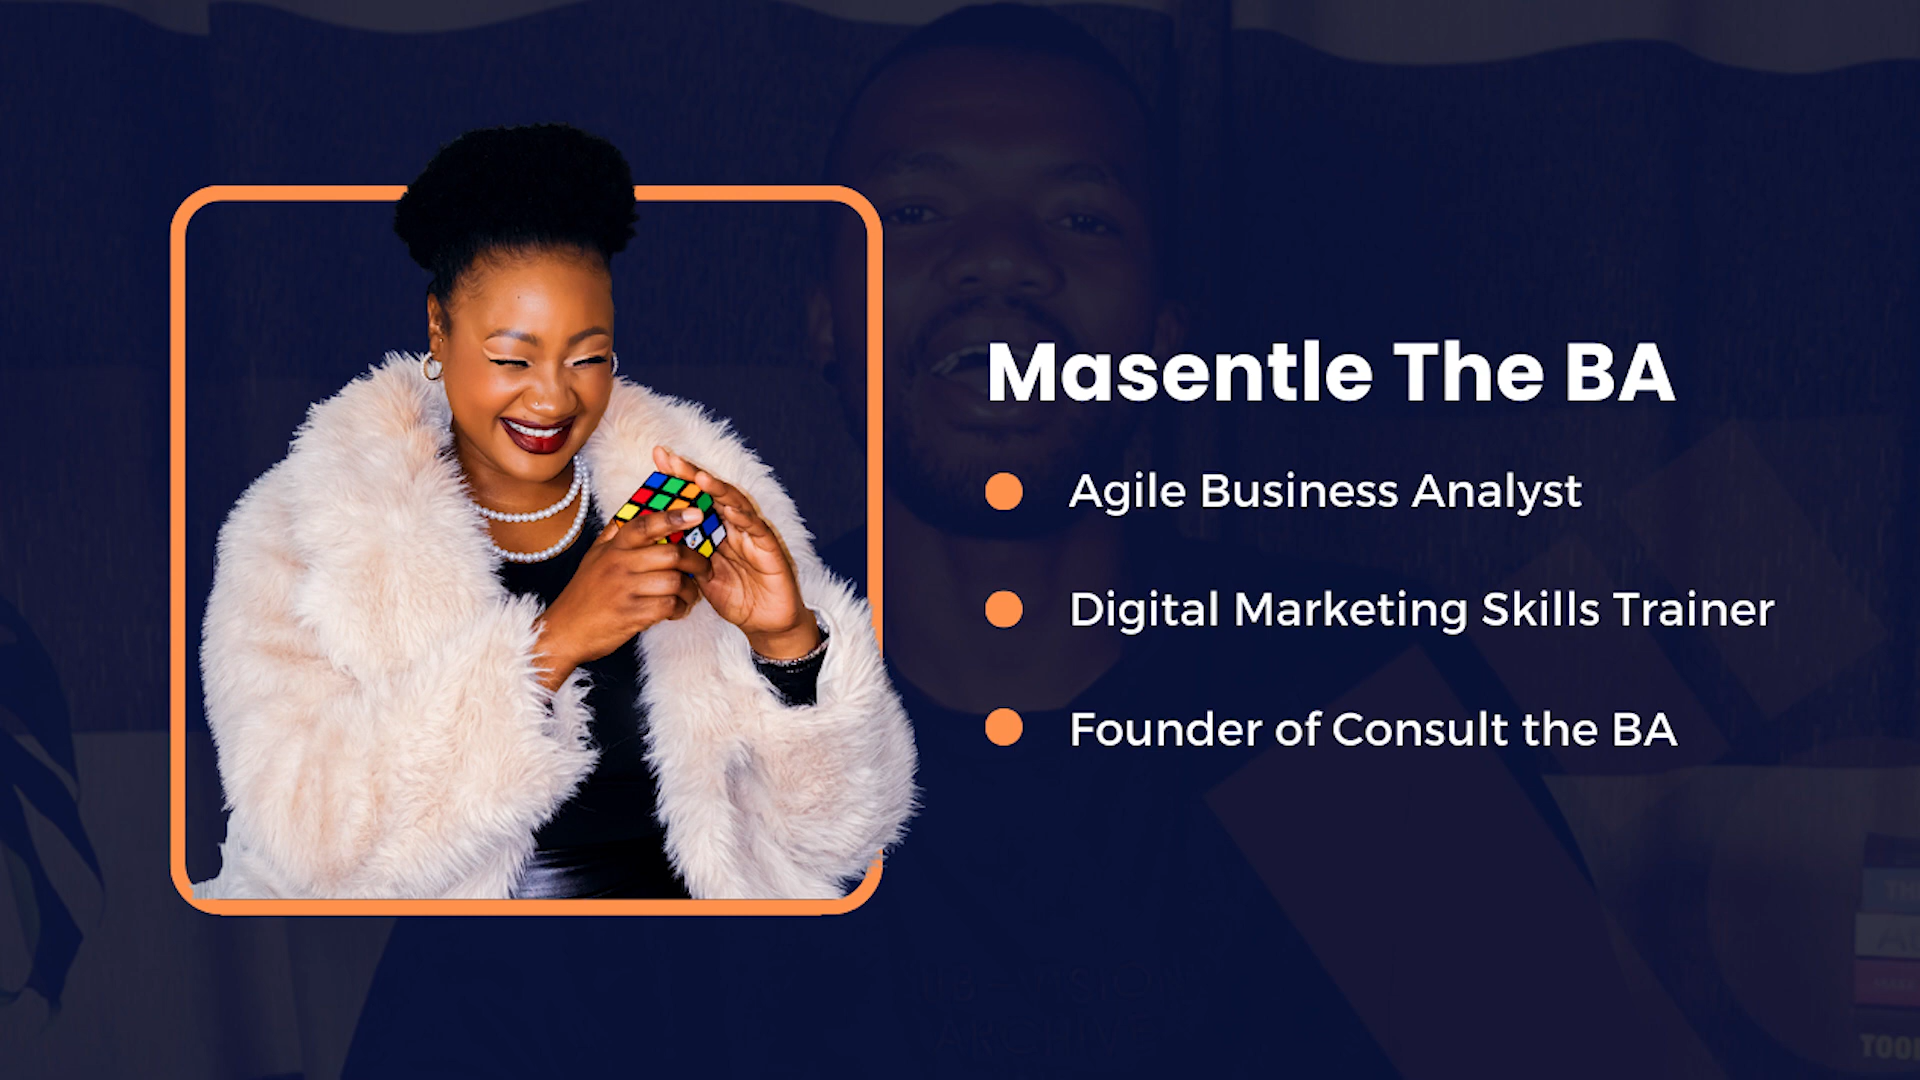 Masentle The BA
Agile Business Analyst
Digital Marketing Skills Trainer
Founder of Consult the BA